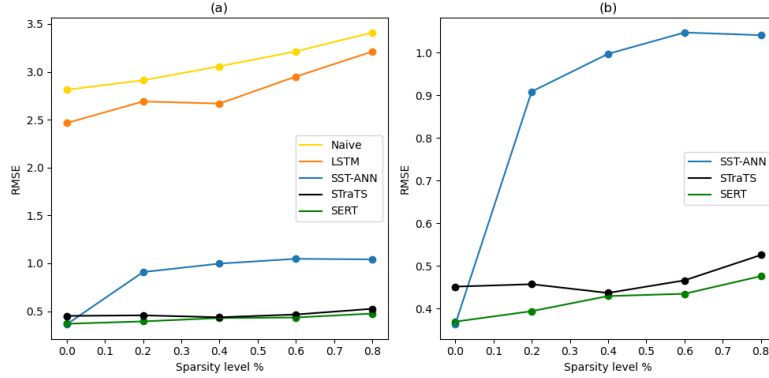 (a)
3.5
3.0
2.5
2.0
1.5
1.0
0.5
RMSE
Naive
LSTM
SST-ANN
STraTS
SERT
0.0 0.1 0.2 0.3 0.4 0.5 0.6 0.7 0.8
Sparsity level %
(b)
1.0
0.9
0.8
0.7
0.6
0.5
0.4
RMSE
SST-ANN
STraTS
SERT
0.0 0.1 0.2 0.3 0.4 0.5 0.6 0.7 0.8
Sparsity level %